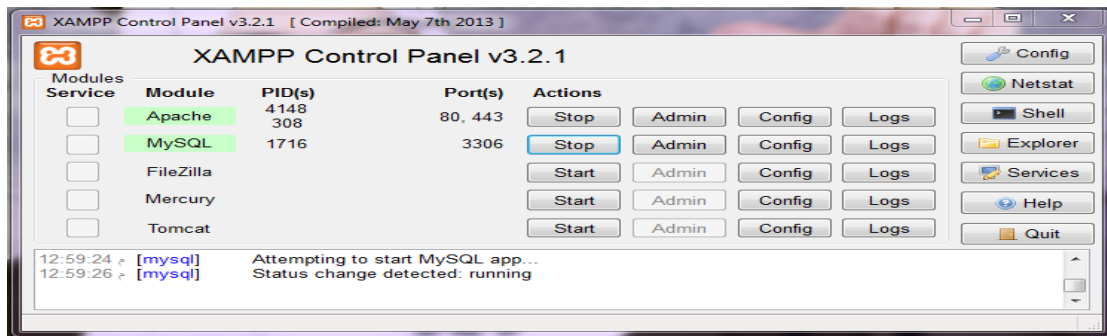 XAMPP Control Panel v3.2.1 [ Compiled: May 7th 2013 ]
XAMPP Control Panel v3.2.1
Config
Modules
Service Module PID(s) Port(s) Actions
Netstat
Apache 4148 308 80, 443 Stop Admin Config Logs
Shell
MySQL 1716 3306 Stop Admin Config Logs
Explorer
FileZilla Start Admin Config Logs
Services
Mercury Start Admin Config Logs
Help
Tomcat Start Admin Config Logs
Quit
12:59:24 م [mysql] Attempting to start MySQL app...
12:59:26 م [mysql] Status change detected: running